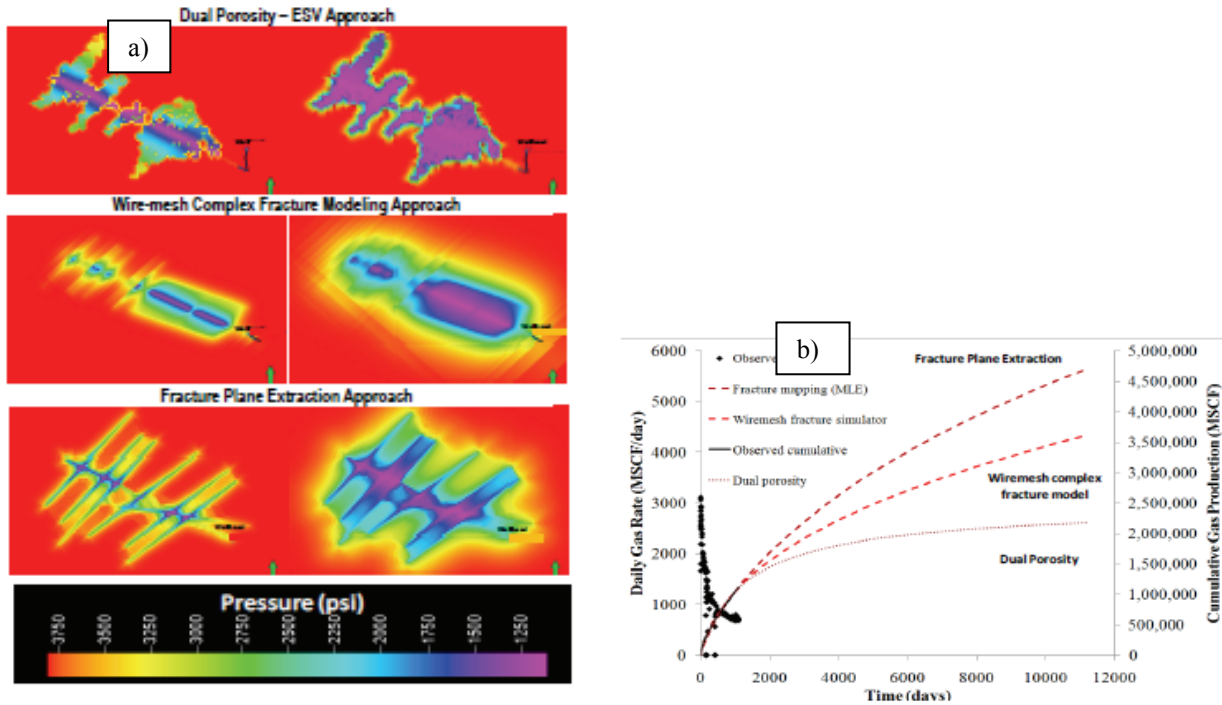 Dual Porosity – ESV Approach
a)
Wire-mesh Complex Fracture Modeling Approach
Fracture Plane Extraction Approach
Pressure (psi)
3750 3500 3250 3000 2750 2500 2250 2000 1750 1500 1250
b)
Observe
Fracture mapping (MLE)
Wiremesh fracture simulator
Observed cumulative
Dual porosity
Fracture Plane Extraction
Wiremesh complex
fracture model
Dual Porosity
Daily Gas Rate (MSCF/day)
6000
5000
4000
3000
2000
1000
0
5,000,000
4,500,000
4,000,000
3,500,000
3,000,000
2,500,000
2,000,000
1,500,000
1,000,000
500,000
0
Cumulative Gas Production (MSCF)
0 2000 4000 6000 8000 10000 12000
Time (days)